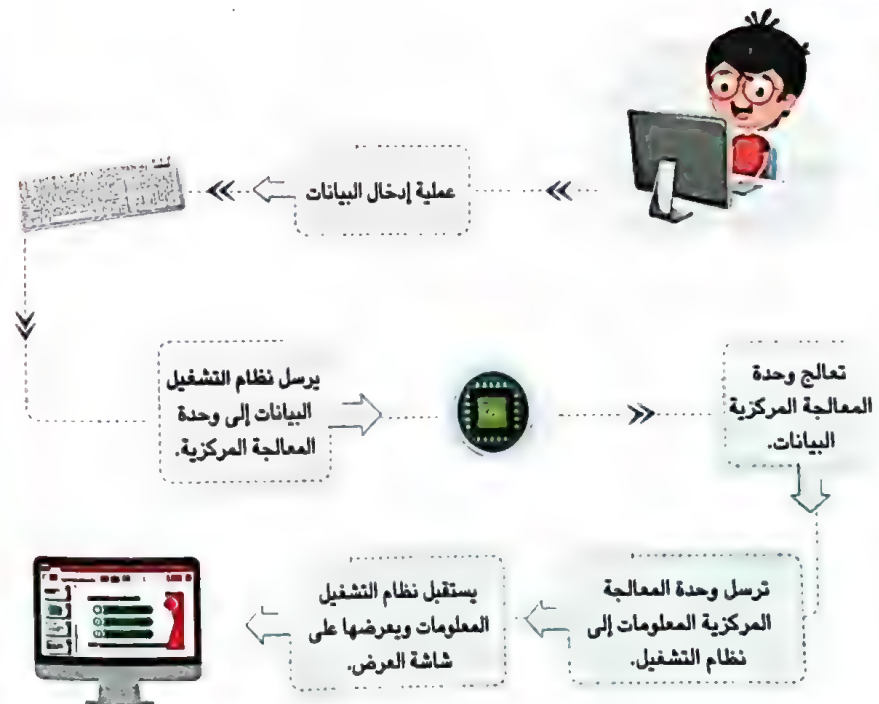 عملية إدخال البيانات
يرسل نظام التشغيل
البيانات إلى وحدة
المعالجة المركزية.
تعالج وحدة
المعالجة المركزية
البيانات.
ترسل وحدة المعالجة
المركزية المعلومات إلى
نظام التشغيل.
يستقبل نظام التشغيل
المعلومات ويعرضها على
شاشة العرض.